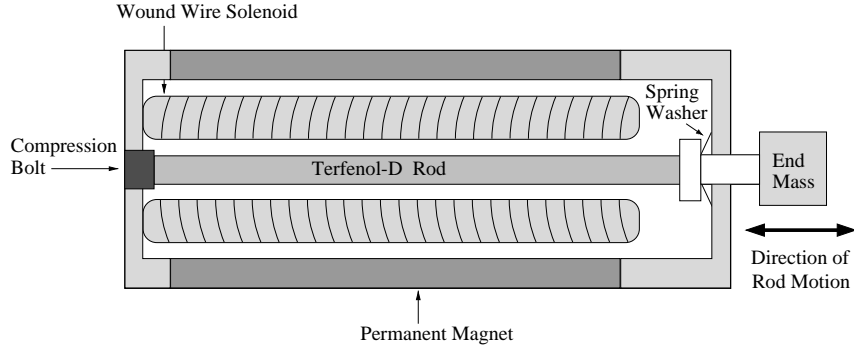 Wound Wire Solenoid
Spring
Washer
Compression
Bolt
Terfenol-D Rod
End
Mass
Direction of
Rod Motion
Permanent Magnet